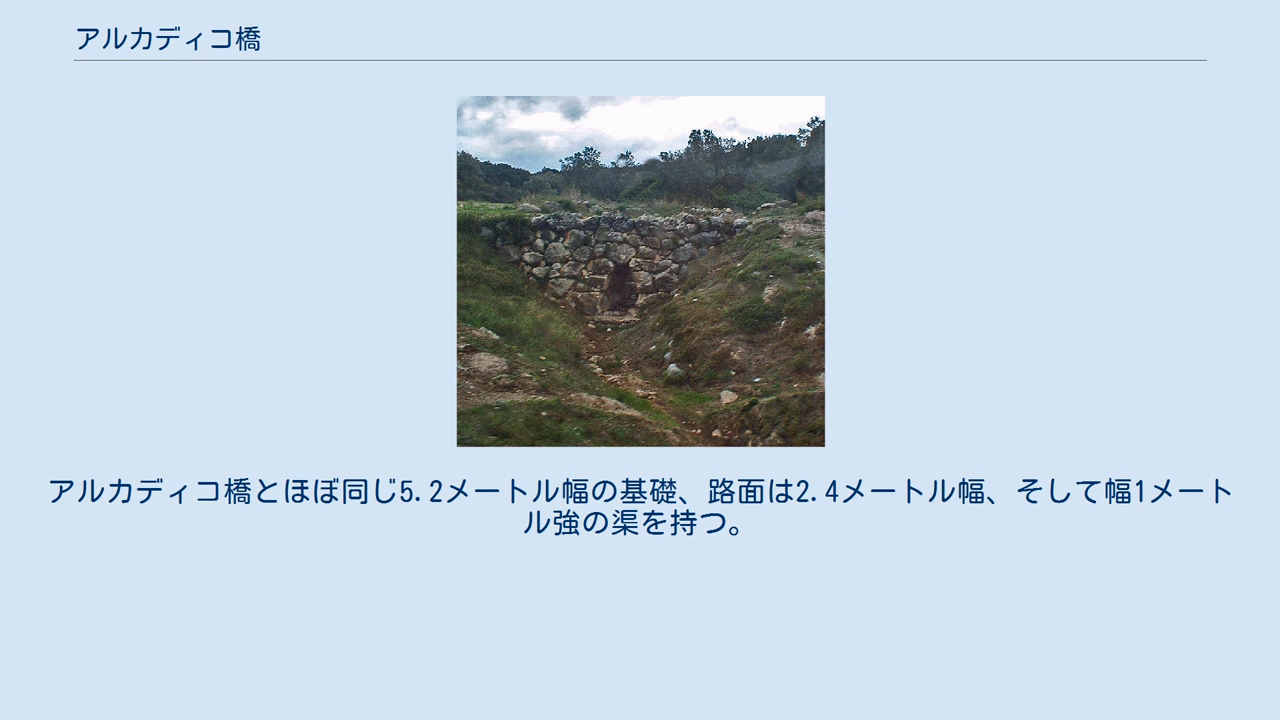 アルカディコ橋
アルカディコ橋とほぼ同じ5.2メートル幅の基礎、路面は2.4メートル幅、そして幅1メート
ル強の渠を持つ。